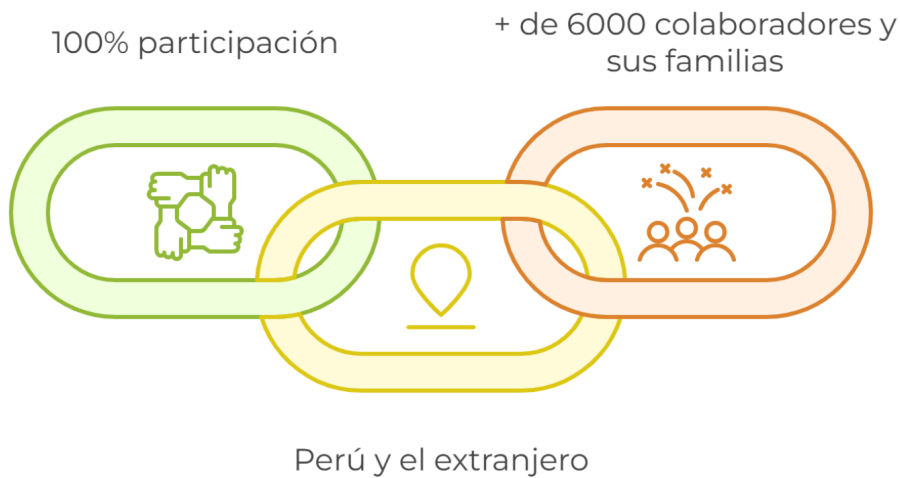 100% participación
+ de 6000 colaboradores y
sus familias
Perú y el extranjero